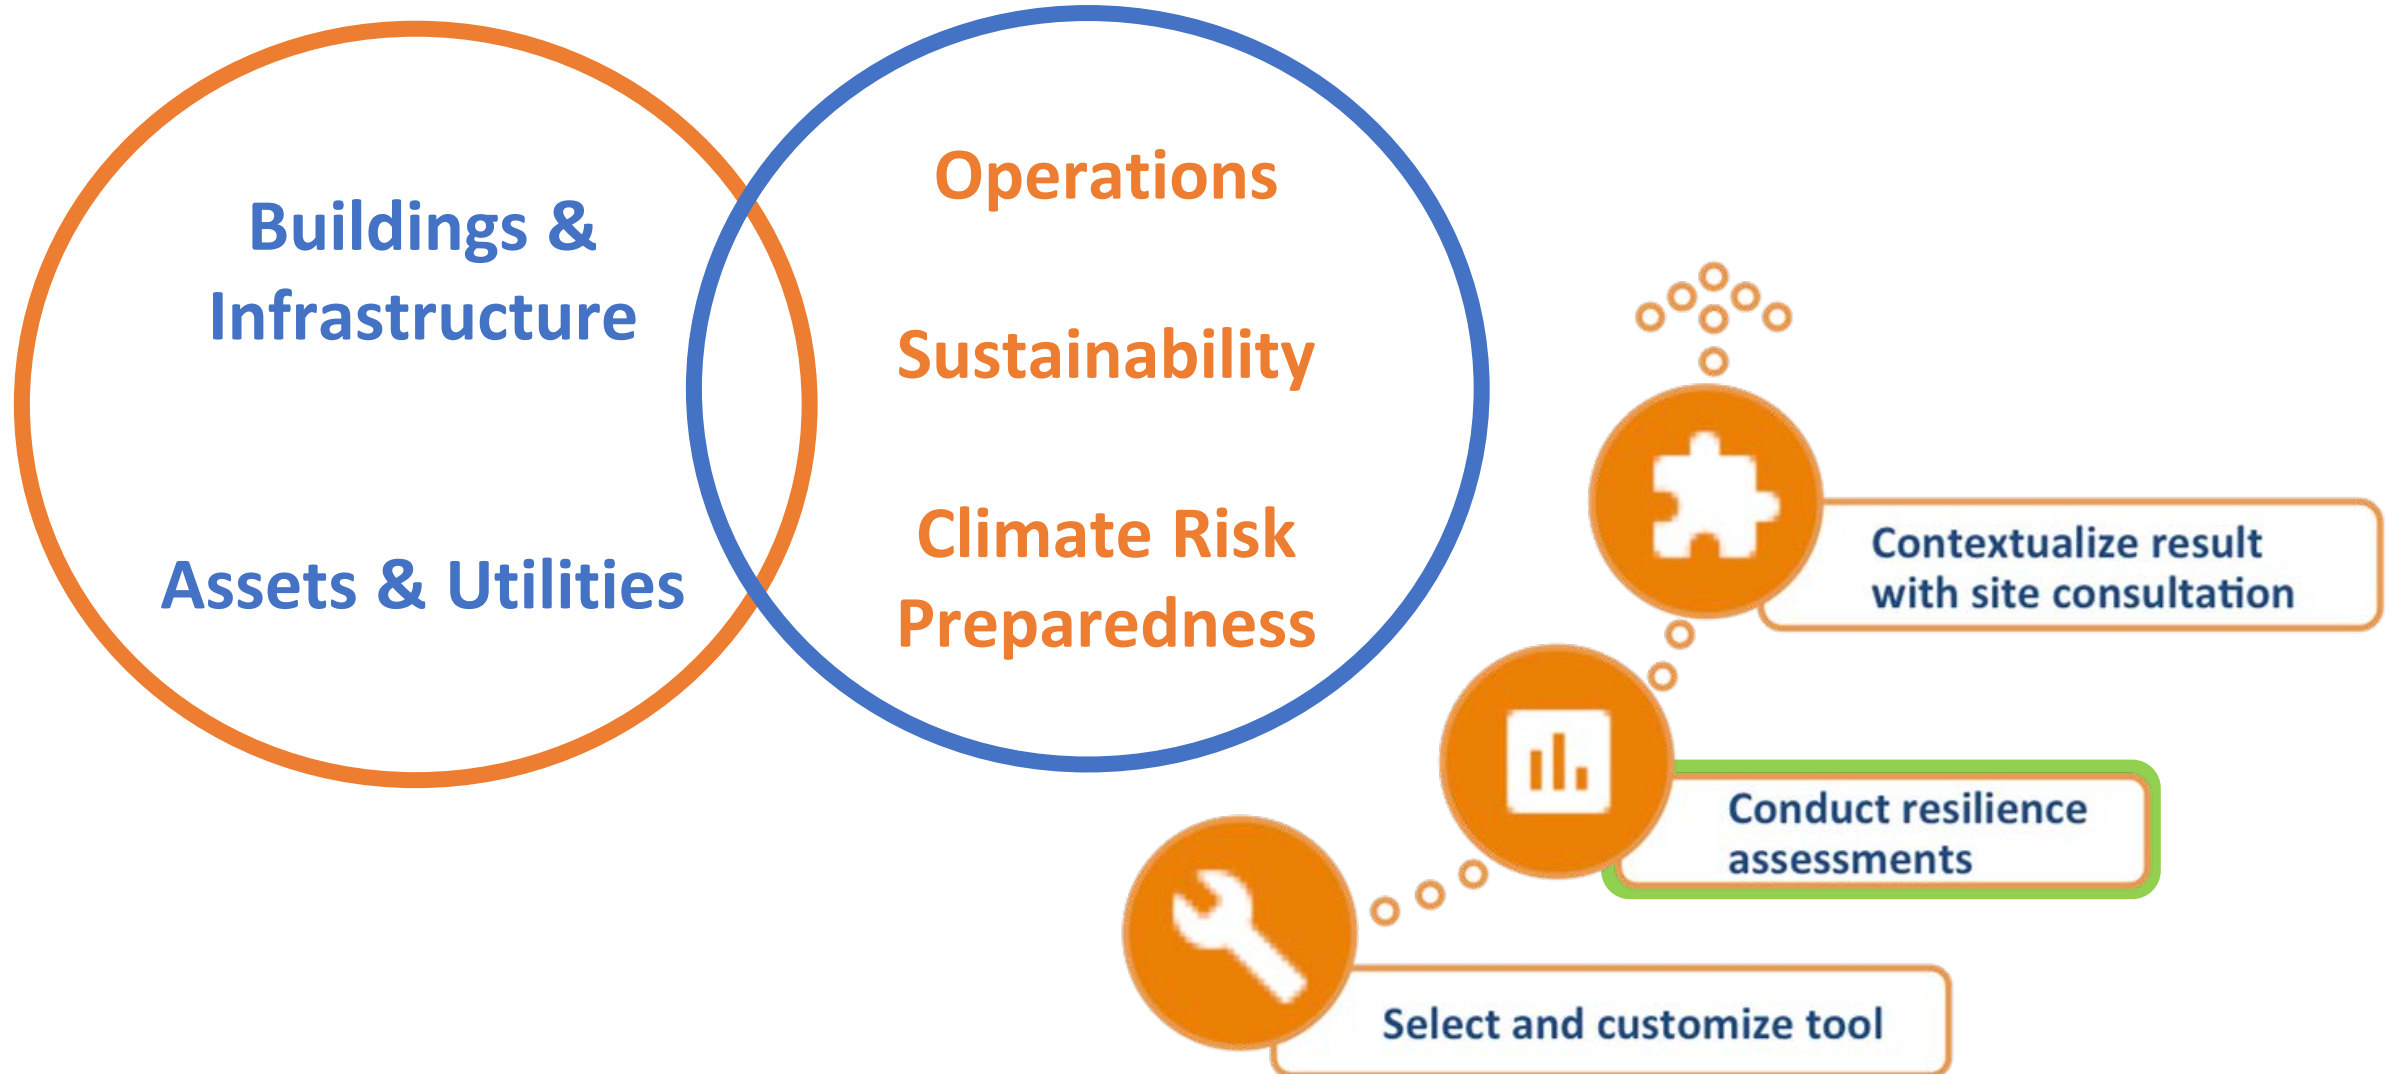 Buildings &
Infrastructure
Assets & Utilities
Operations
Sustainability
Climate Risk
Preparedness
Contextualize result
with site consultation
Conduct resilience
assessments
Select and customize tool